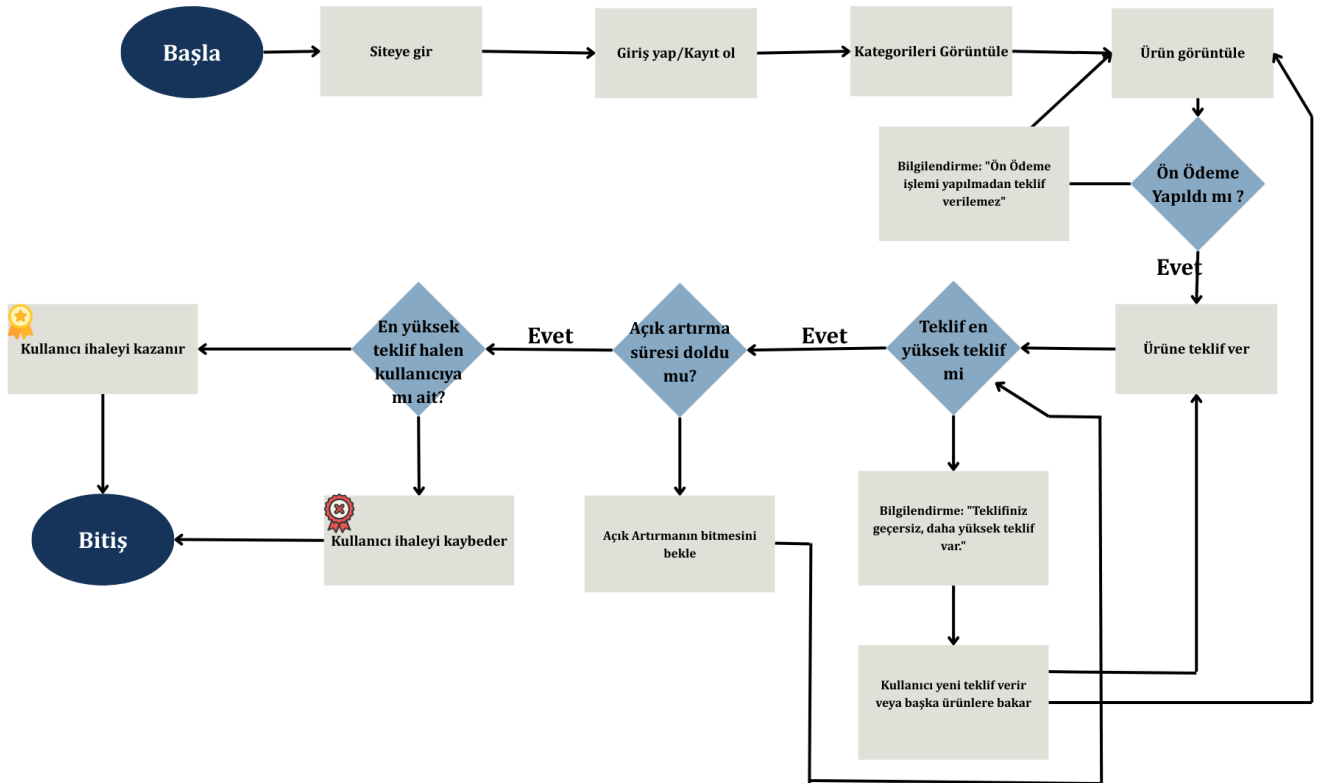 Başla
Siteye gir
Giriş yap/Kayıt ol
Kategorileri Görüntüle
Ürün görüntüle
Bilgilendirme: "Ön Ödeme
işlemi yapılmadan teklif
verilemez"
Ön Ödeme
Yapıldı mı ?
Evet
Ürüne teklif ver
Teklif en
yüksek teklif
mi
Evet
Açık artırma
süresi doldu
mu?
Evet
En yüksek
teklif halen
kullanıcıya
mı ait?
Kullanıcı ihaleyi kazanır
Bitiş
Kullanıcı ihaleyi kaybeder
Açık Artırmanın bitmesini
bekle
Bilgilendirme: "Teklifiniz
geçersiz, daha yüksek teklif
var."
Kullanıcı yeni teklif verir
veya başka ürünlere bakar